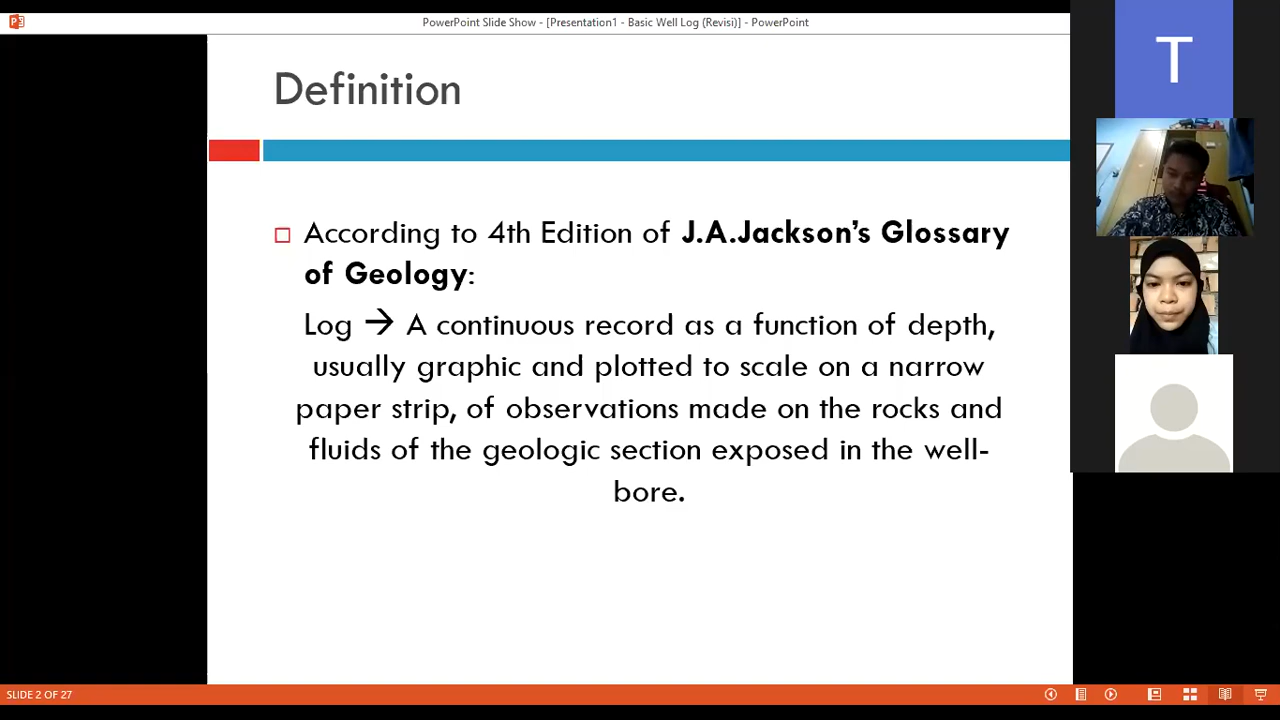 PowerPoint Slide Show - [Presentation1 - Basic Well Log (Revisi)] - PowerPoint
T
Definition
According to 4th Edition of J.A.Jackson's Glossary
of Geology:
Log → A continuous record as a function of depth,
usually graphic and plotted to scale on a narrow
paper strip, of observations made on the rocks and
fluids of the geologic section exposed in the well-
bore.
SLIDE 2 OF 27